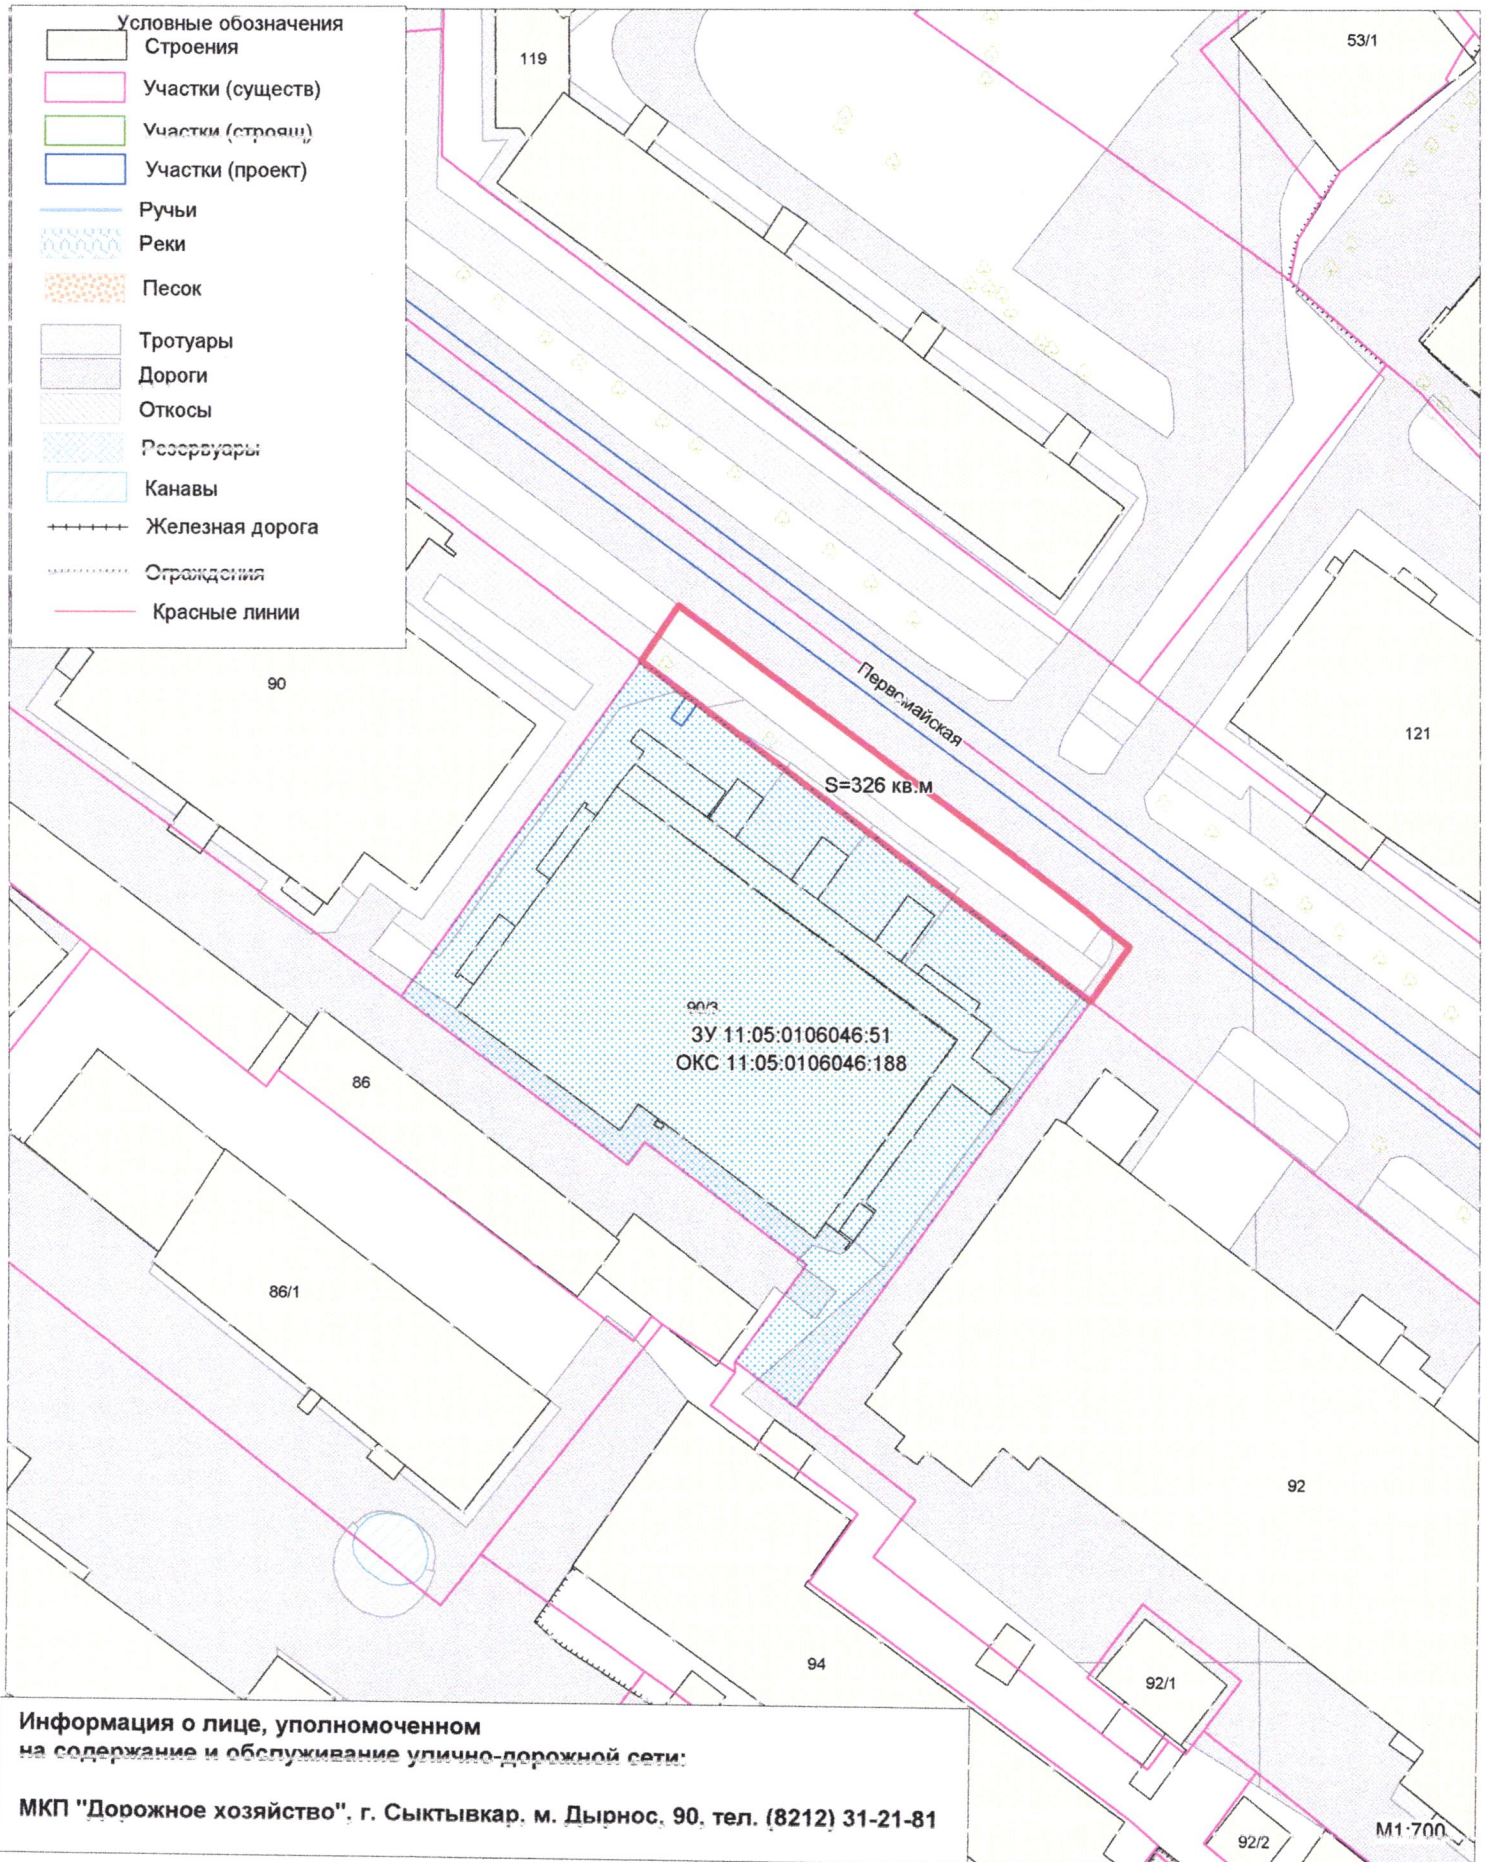 Условные обозначения
Строения
Участки (существ)
Участки (строящ)
Участки (проект)
Ручьи
Реки
Песок
Тротуары
Дороги
Откосы
Резервуары
Канавы
Железная дорога
Ограждения
Красные линии
119
53/1
90
Первомайская
121
S=326 кв.м
90/3
ЗУ 11:05:0106046:51
ОКС 11:05:0106046:188
86
86/1
92
94
92/1
92/2
М1:700
Информация о лице, уполномоченном
на содержание и обслуживание улично-дорожной сети:
МКП "Дорожное хозяйство", г. Сыктывкар, м. Дырнос, 90, тел. (8212) 31-21-81